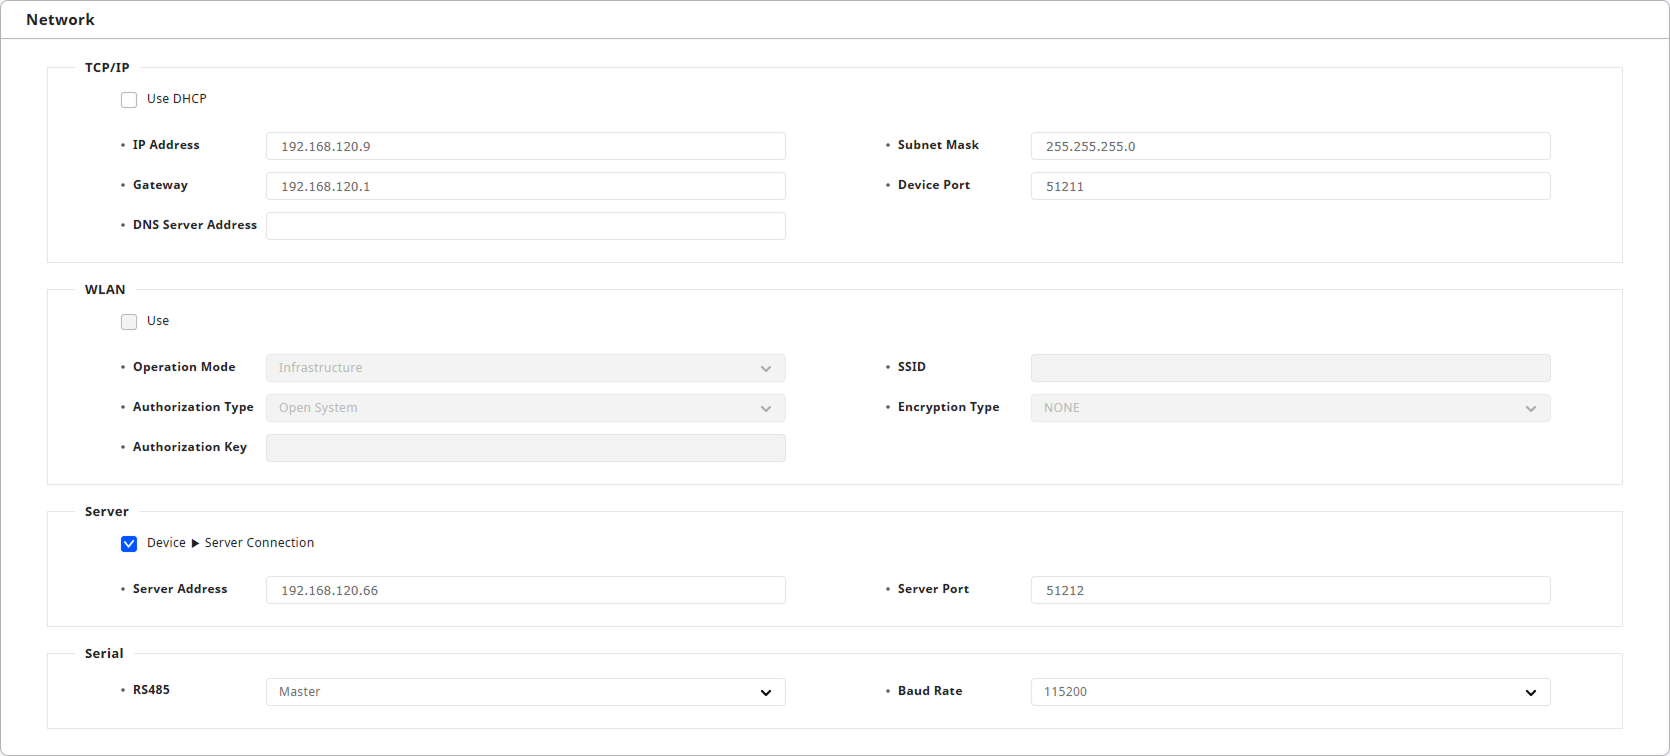 Network
TCP/IP
Use DHCP
• IP Address 192.168.120.9 • Subnet Mask 255.255.255.0
• Gateway 192.168.120.1 • Device Port 51211
• DNS Server Address
WLAN
Use
• Operation Mode Infrastructure • SSID
• Authorization Type Open System • Encryption Type NONE
• Authorization Key
Server
Device ▶ Server Connection
• Server Address 192.168.120.66 • Server Port 51212
Serial
• RS485 Master • Baud Rate 115200